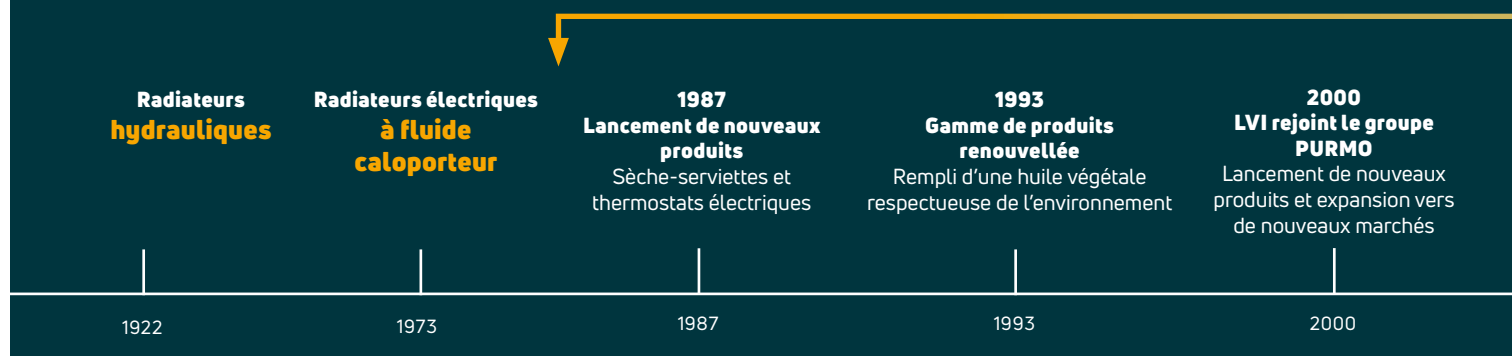 Radiateurs
hydrauliques
1922
Radiateurs électriques
à fluide
caloporteur
1973
1987
Lancement de nouveaux
produits
Sèche-serviettes et
thermostats électriques
1987
1993
Gamme de produits
renouvellée
Rempli d'une huile végétale
respectueuse de l'environnement
1993
2000
LVI rejoint le groupe
PURMO
Lancement de nouveaux
produits et expansion vers
de nouveaux marchés
2000